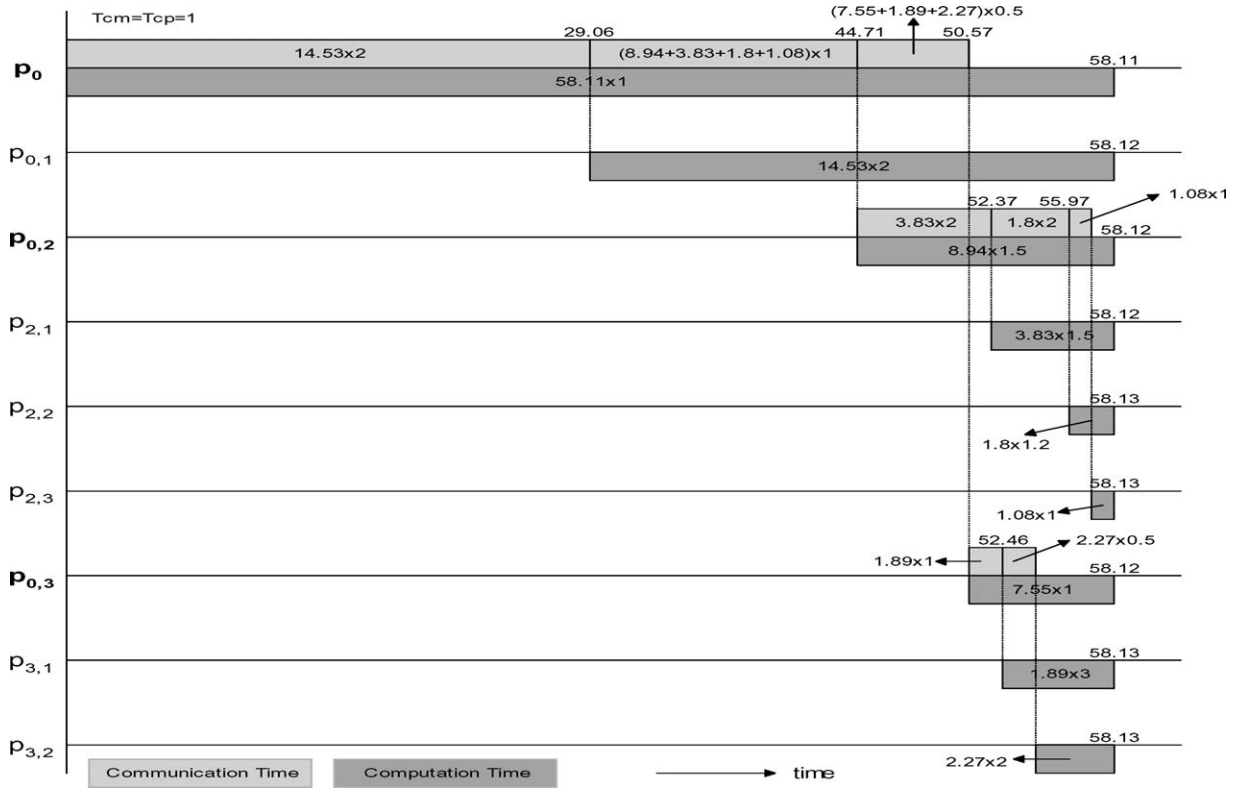 Tcm=Tcp=1
(7.55+1.89+2.27)x0.5
29.06
44.71
50.57
14.53x2
(8.94+3.83+1.8+1.08)x1
p0
58.11
58.11x1
p0,1
58.12
14.53x2
1.08x1
52.37
55.97
3.83x2
1.8x2
p0,2
58.12
8.94x1.5
p2,1
58.12
3.83x1.5
p2,2
58.13
1.8x1.2
p2,3
58.13
1.08x1
52.46
2.27x0.5
1.89x1
p0,3
58.12
7.55x1
p3,1
58.13
1.89x3
p3,2
58.13
2.27x2
Communication Time
Computation Time
time